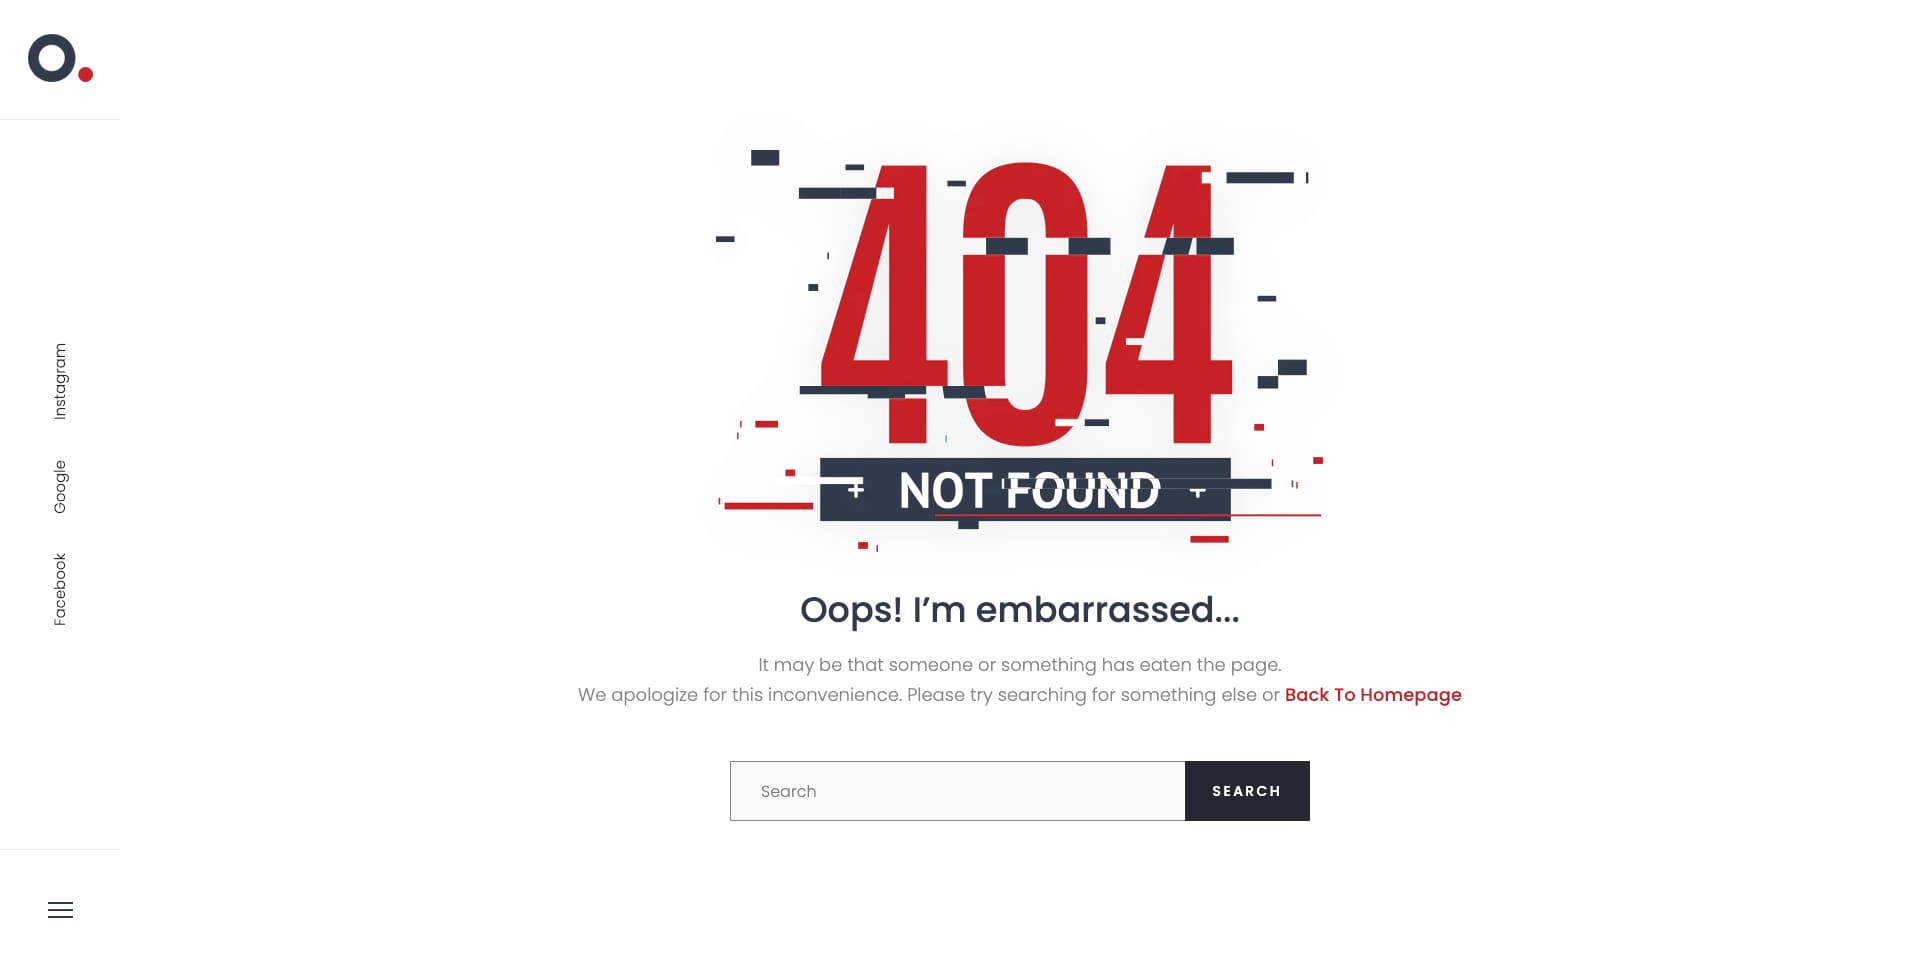 O.
Instagram
Google
Facebook
404
NOT FOUND
Oops! I’m embarrassed...
It may be that someone or something has eaten the page.
We apologize for this inconvenience. Please try searching for something else or Back To Homepage
Search
SEARCH